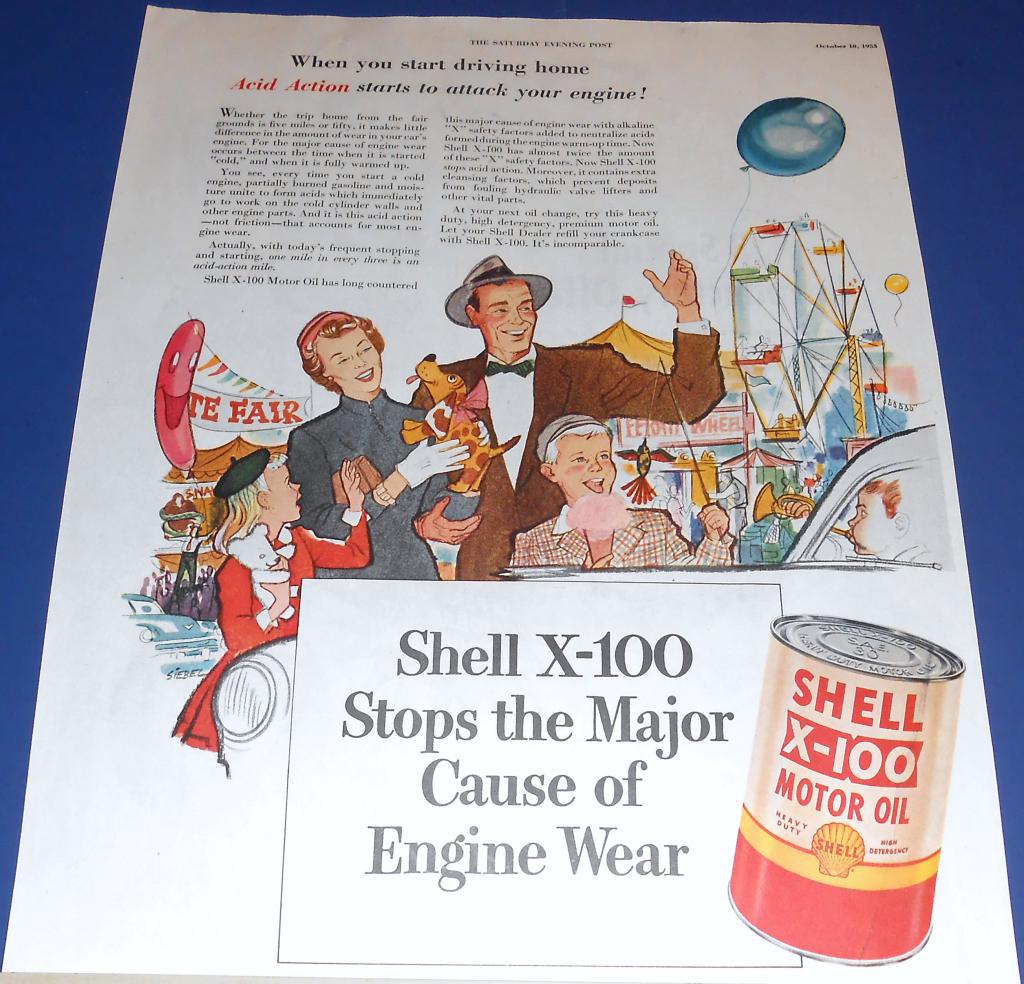 THE SATURDAY EVENING POST
October 10, 1953
When you start driving home
Acid Action starts to attack your engine!
Whether the trip home from the fair
grounds is five miles or fifty, it makes little
difference in the amount of wear in your car's
engine. For the major cause of engine wear
occurs between the time when it is started
"cold," and when it is fully warmed up.
You see, every time you start a cold
engine, partially burned gasoline and mois-
ture unite to form acids which immediately
go to work on the cold cylinder walls and
other engine parts. And it is this acid action
—not friction—that accounts for most en-
gine wear.
Actually, with today's frequent stopping
and starting, one mile in every three is an
acid-action mile.
Shell X-100 Motor Oil has long countered
this major cause of engine wear with alkaline
"X" safety factors added to neutralize acids
formed during the engine warm-up time. Now
Shell X-100 has almost twice the amount
of these "X" safety factors. Now Shell X-100
stops acid action. Moreover, it contains extra
cleansing factors, which prevent deposits
from fouling hydraulic valve lifters and
other vital parts.
At your next oil change, try this heavy
duty, high detergency, premium motor oil.
Let your Shell Dealer refill your crankcase
with Shell X-100. It's incomparable.
TE FAIR
FERRIS WHEEL
SNA
SIEBEL
Shell X-100
Stops the Major
Cause of
Engine Wear
S.A.E.
30
HEAVY DUTY MOTOR OIL
SHELL
X-100
MOTOR OIL
HEAVY
DUTY
SHELL
HIGH
DETERGENCY